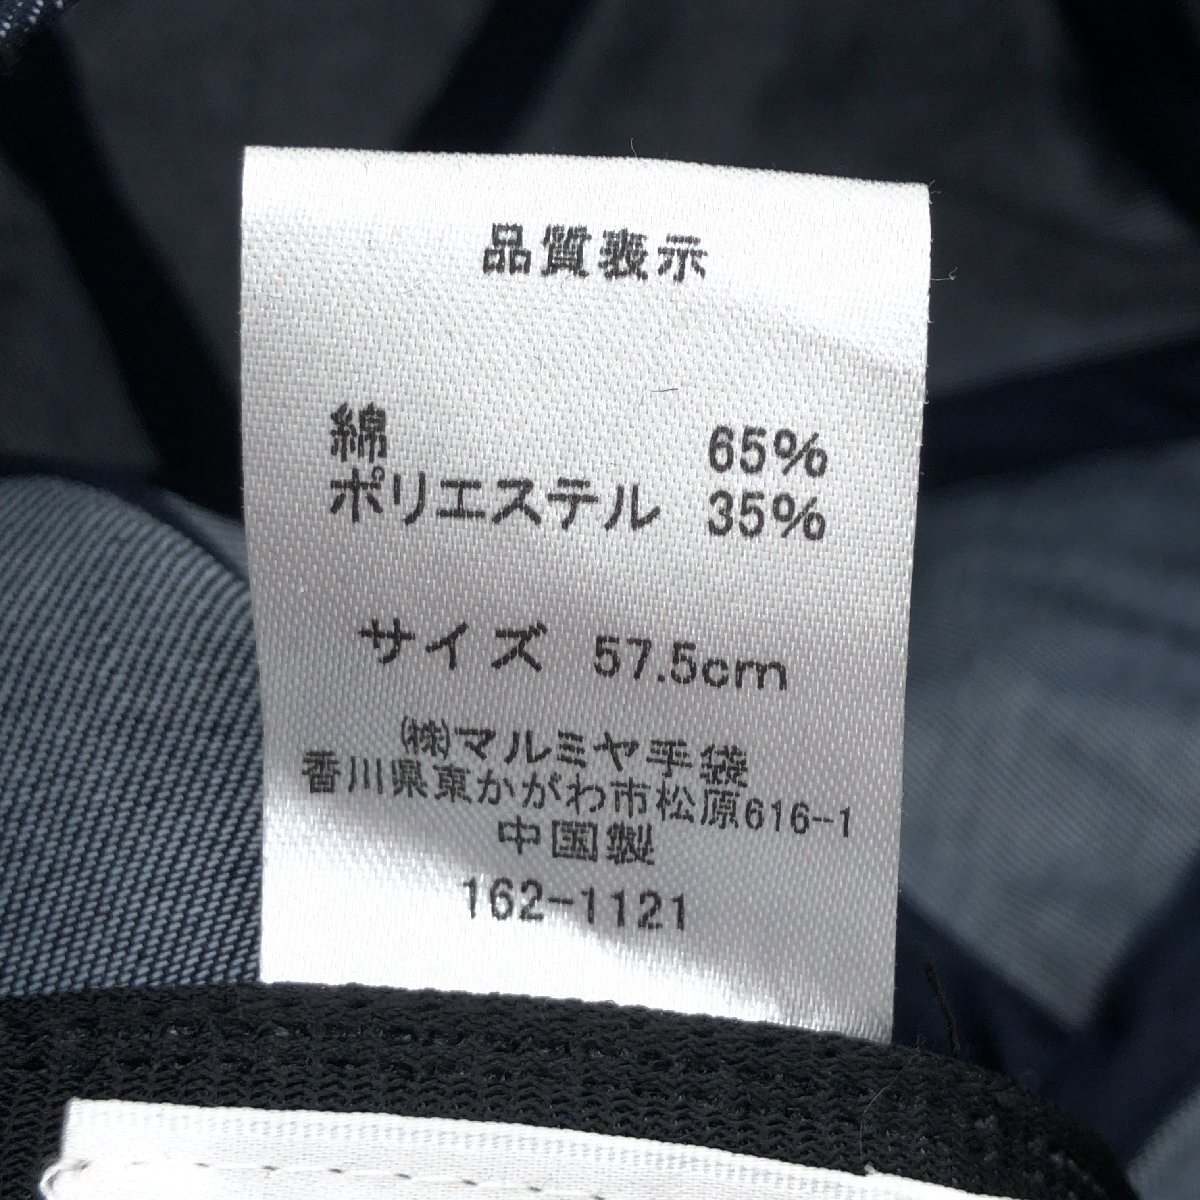 品質表示
綿 65%
ポリエステル 35%
サイズ 57.5cm
㈱マルミヤ手袋
香川県東かがわ市松原616-1
中国製
162-1121